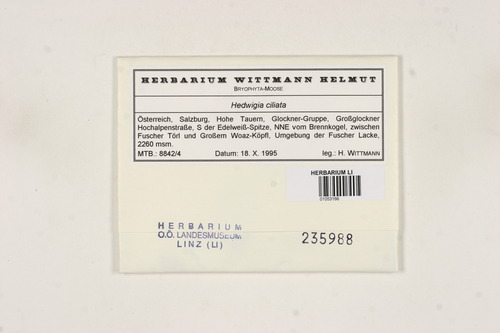 HERBARIUM WITTMANN HELMUT
BRYOPHYTA-MOOSE
Hedwigia ciliata
Österreich, Salzburg, Hohe Tauern, Glockner-Gruppe, Großglockner
Hochalpenstraße, S der Edelweiß-Spitze, NNE vom Brennkogel, zwischen
Fuscher Törl und Großem Woaz-Köpfl, Umgebung der Fuscher Lacke,
2260 msm.
MTB.: 8842/4 Datum: 18. X. 1995 leg.: H. WITTMANN
HERBARIUM LI
01053166
HERBARIUM
O.Ö. LANDESMUSEUM
LINZ (LI)
235988